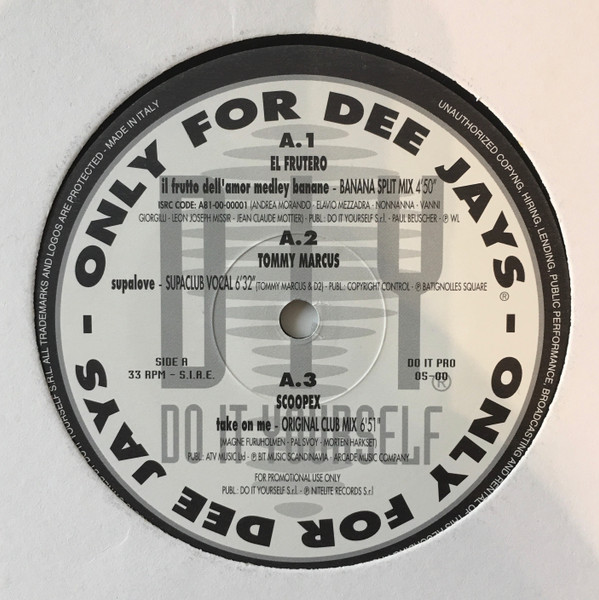 ONLY FOR DEE JAYS® - ONLY FOR DEE JAYS -
MADE IN ITALY
UNAUTHORIZED COPYING, HIRING, LENDING, PUBLIC PERFORMANCE, BROADCASTING AND RENTAL OF THIS RECORDING
S.R.L. ALL TRADEMARKS AND LOGOS ARE PROTECTED -
A.1
EL FRUTERO
il frutto dell'amor medley banane - BANANA SPLIT MIX 4'50"
ISRC CODE: AB1-00-00001 (ANDREA MORANDO - ELAVIO MEZZADRA - NONNANNA - VANNI
GIORGILLI - LEON JOSEPH MISSIR - JEAN CLAUDE MOTTIER) - PUBL.: DO IT YOURSELF S.r.l. - PAUL BEUSCHER - ℗ WL
A.2
TOMMY MARCUS
supalove - SUPACLUB VOCAL 6'32" (TOMMY MARCUS & D2) - PUBL.: COPYRIGHT CONTROL - ℗ BATIGNOLLES SQUARE
DIY®
SIDE A
33 RPM - S.I.A.E.
DO IT PRO
05-00
A.3
SCOOPEX
DO IT YOURSELF
take on me - ORIGINAL CLUB MIX 6'51"
(MAGNE FURUHOLMEN - PAL SVOY - MORTEN HARKSET)
PUBL.: ATV MUSIC Ltd - ℗ BIT MUSIC SCANDINAVIA - ARCADE MUSIC COMPANY
FOR PROMOTIONAL USE ONLY
PUBL.: DO IT YOURSELF S.r.l. - ℗ NITELITE RECORDS S.r.l